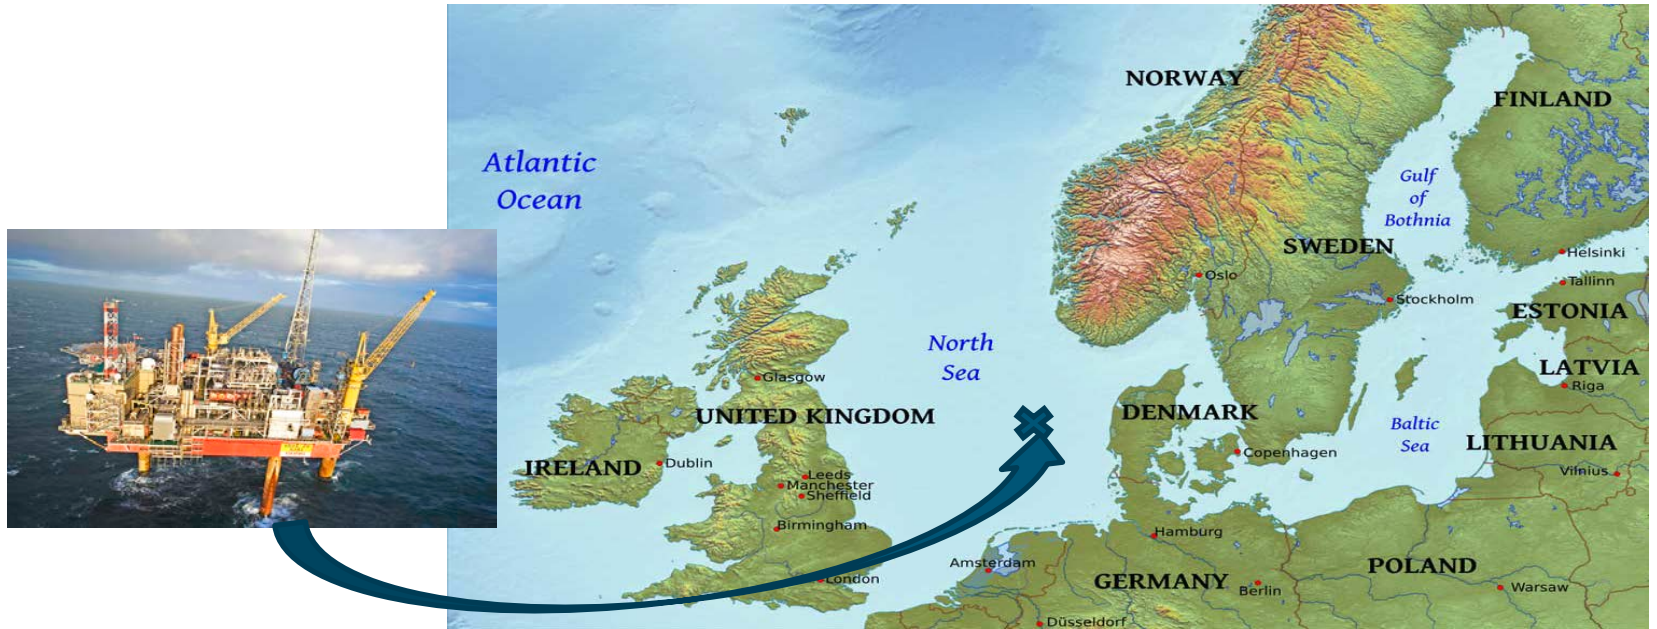 NORWAY
FINLAND
Atlantic
Ocean
Gulf
of
Bothnia
SWEDEN
Helsinki
Oslo
Tallinn
Stockholm
ESTONIA
North
Sea
LATVIA
Glasgow
Riga
UNITED KINGDOM
DENMARK
Baltic
Sea
LITHUANIA
IRELAND
Dublin
Copenhagen
Vilnius
Leeds
Manchester
Sheffield
Birmingham
Hamburg
Amsterdam
POLAND
London
GERMANY
Berlin
Warsaw
Düsseldorf